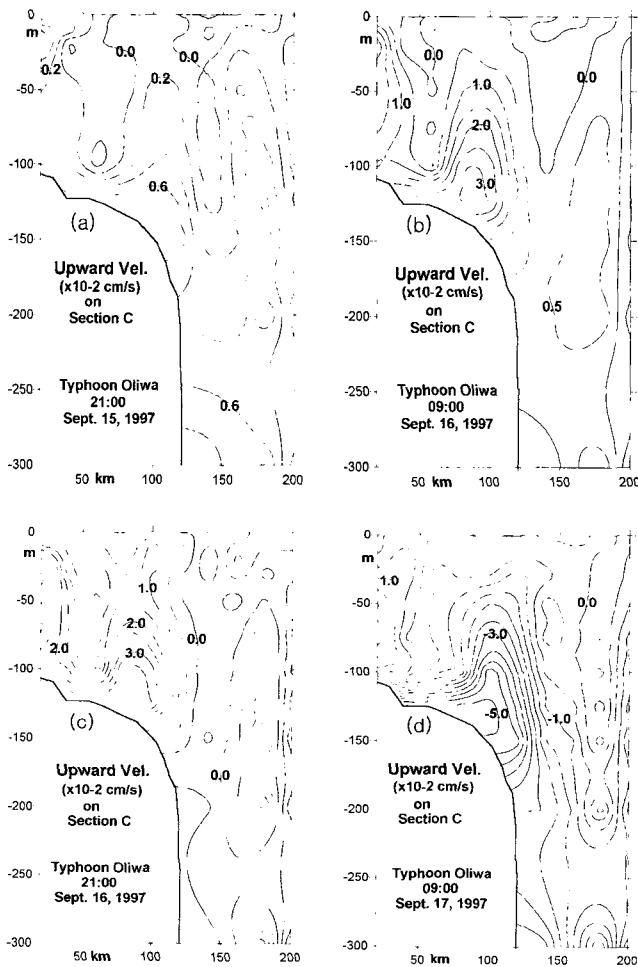 0
m
-50
-100
-150
-200
-250
-300
0.2
0.0
0.2
0.0
0.6
0.6
(a)
Upward Vel.
(x10-2 cm/s)
on
Section C
Typhoon Oliwa
21:00
Sept. 15, 1997
50 km 100 150 200
0
m
-50
-100
-150
-200
-250
-300
0.0
1.0
1.0
2.0
3.0
0.0
0.5
(b)
Upward Vel.
(x10-2 cm/s)
on
Section C
Typhoon Oliwa
09:00
Sept. 16, 1997
50 km 100 150 200
0
m
-50
-100
-150
-200
-250
-300
1.0
2.0
2.0
3.0
0.0
0.0
(c)
Upward Vel.
(x10-2 cm/s)
on
Section C
Typhoon Oliwa
21:00
Sept. 16, 1997
50 km 100 150 200
0
m
-50
-100
-150
-200
-250
-300
1.0
-3.0
0.0
-5.0
-1.0
(d)
Upward Vel.
(x10-2 cm/s)
on
Section C
Typhoon Oliwa
09:00
Sept. 17, 1997
50 km 100 150 200